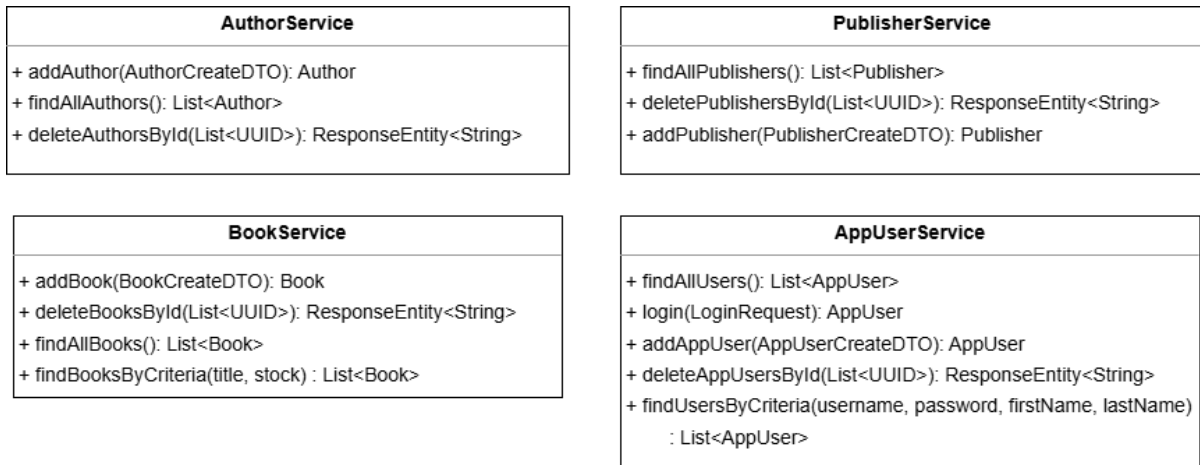 AuthorService
+ addAuthor(AuthorCreateDTO): Author
+ findAllAuthors(): List<Author>
+ deleteAuthorsById(List<UUID>): ResponseEntity<String>
PublisherService
+ findAllPublishers(): List<Publisher>
+ deletePublishersById(List<UUID>): ResponseEntity<String>
+ addPublisher(PublisherCreateDTO): Publisher
BookService
+ addBook(BookCreateDTO): Book
+ deleteBooksById(List<UUID>): ResponseEntity<String>
+ findAllBooks(): List<Book>
+ findBooksByCriteria(title, stock) : List<Book>
AppUserService
+ findAllUsers(): List<AppUser>
+ login(LoginRequest): AppUser
+ addAppUser(AppUserCreateDTO): AppUser
+ deleteAppUsersById(List<UUID>): ResponseEntity<String>
+ findUsersByCriteria(username, password, firstName, lastName)
: List<AppUser>